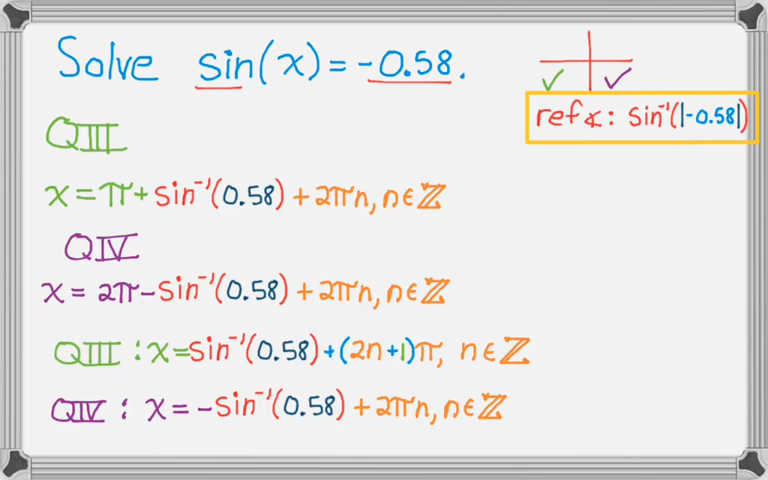 Solve sin(x) = -0.58.
ref∡: sin⁻¹(|-0.58|)
QIII
x = π + sin⁻¹(0.58) + 2πn, n∈ℤ
QIV
x = 2π - sin⁻¹(0.58) + 2πn, n∈ℤ
QIII : x = sin⁻¹(0.58) + (2n+1)π, n∈ℤ
QIV : x = -sin⁻¹(0.58) + 2πn, n∈ℤ